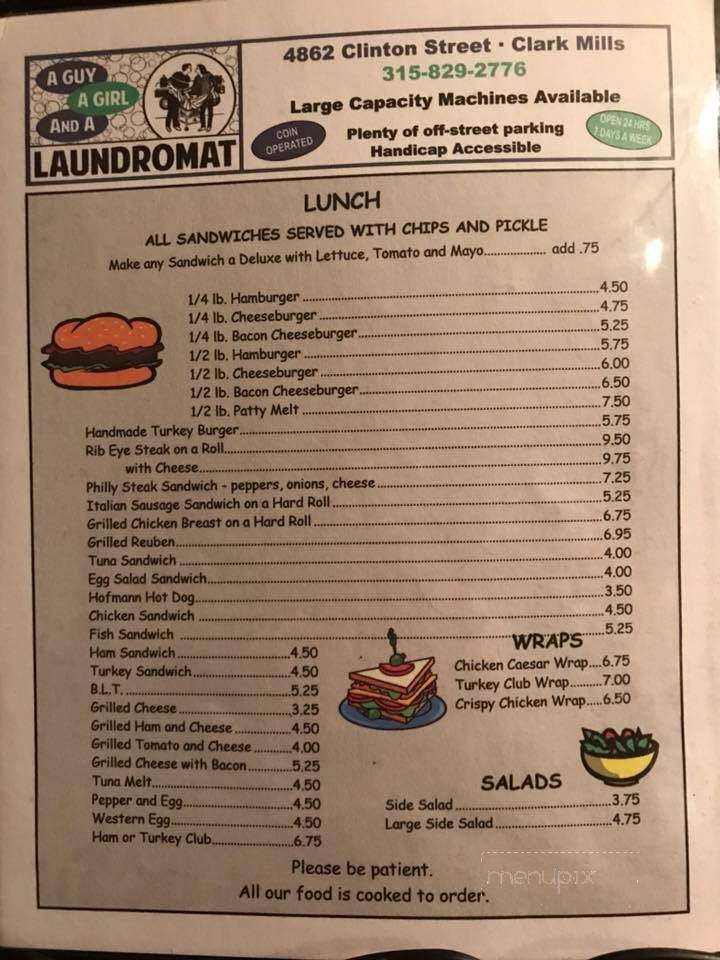 A GUY
A GIRL
AND A
LAUNDROMAT
4862 Clinton Street · Clark Mills
315-829-2776
Large Capacity Machines Available
COIN OPERATED
Plenty of off-street parking
Handicap Accessible
OPEN 24 HRS
7 DAYS A WEEK
LUNCH
ALL SANDWICHES SERVED WITH CHIPS AND PICKLE
Make any Sandwich a Deluxe with Lettuce, Tomato and Mayo.................. add .75
1/4 lb. Hamburger ..........4.50
1/4 lb. Cheeseburger ..........4.75
1/4 lb. Bacon Cheeseburger..........5.25
1/2 lb. Hamburger ..........5.75
1/2 lb. Cheeseburger ..........6.00
1/2 lb. Bacon Cheeseburger..........6.50
1/2 lb. Patty Melt ..........7.50
Handmade Turkey Burger..........5.75
Rib Eye Steak on a Roll..........9.50
with Cheese..........9.75
Philly Steak Sandwich - peppers, onions, cheese..........7.25
Italian Sausage Sandwich on a Hard Roll..........5.25
Grilled Chicken Breast on a Hard Roll..........6.75
Grilled Reuben..........6.95
Tuna Sandwich ..........4.00
Egg Salad Sandwich..........4.00
Hofmann Hot Dog..........3.50
Chicken Sandwich ..........4.50
Fish Sandwich ..........5.25
Ham Sandwich..........4.50
Turkey Sandwich..........4.50
B.L.T. ..........5.25
Grilled Cheese ..........3.25
Grilled Ham and Cheese ..........4.50
Grilled Tomato and Cheese ..........4.00
Grilled Cheese with Bacon..........5.25
Tuna Melt..........4.50
Pepper and Egg..........4.50
Western Egg..........4.50
Ham or Turkey Club..........6.75
WRAPS
Chicken Caesar Wrap....6.75
Turkey Club Wrap..........7.00
Crispy Chicken Wrap.....6.50
SALADS
Side Salad ..........3.75
Large Side Salad..........4.75
Please be patient.
All our food is cooked to order.
menupix